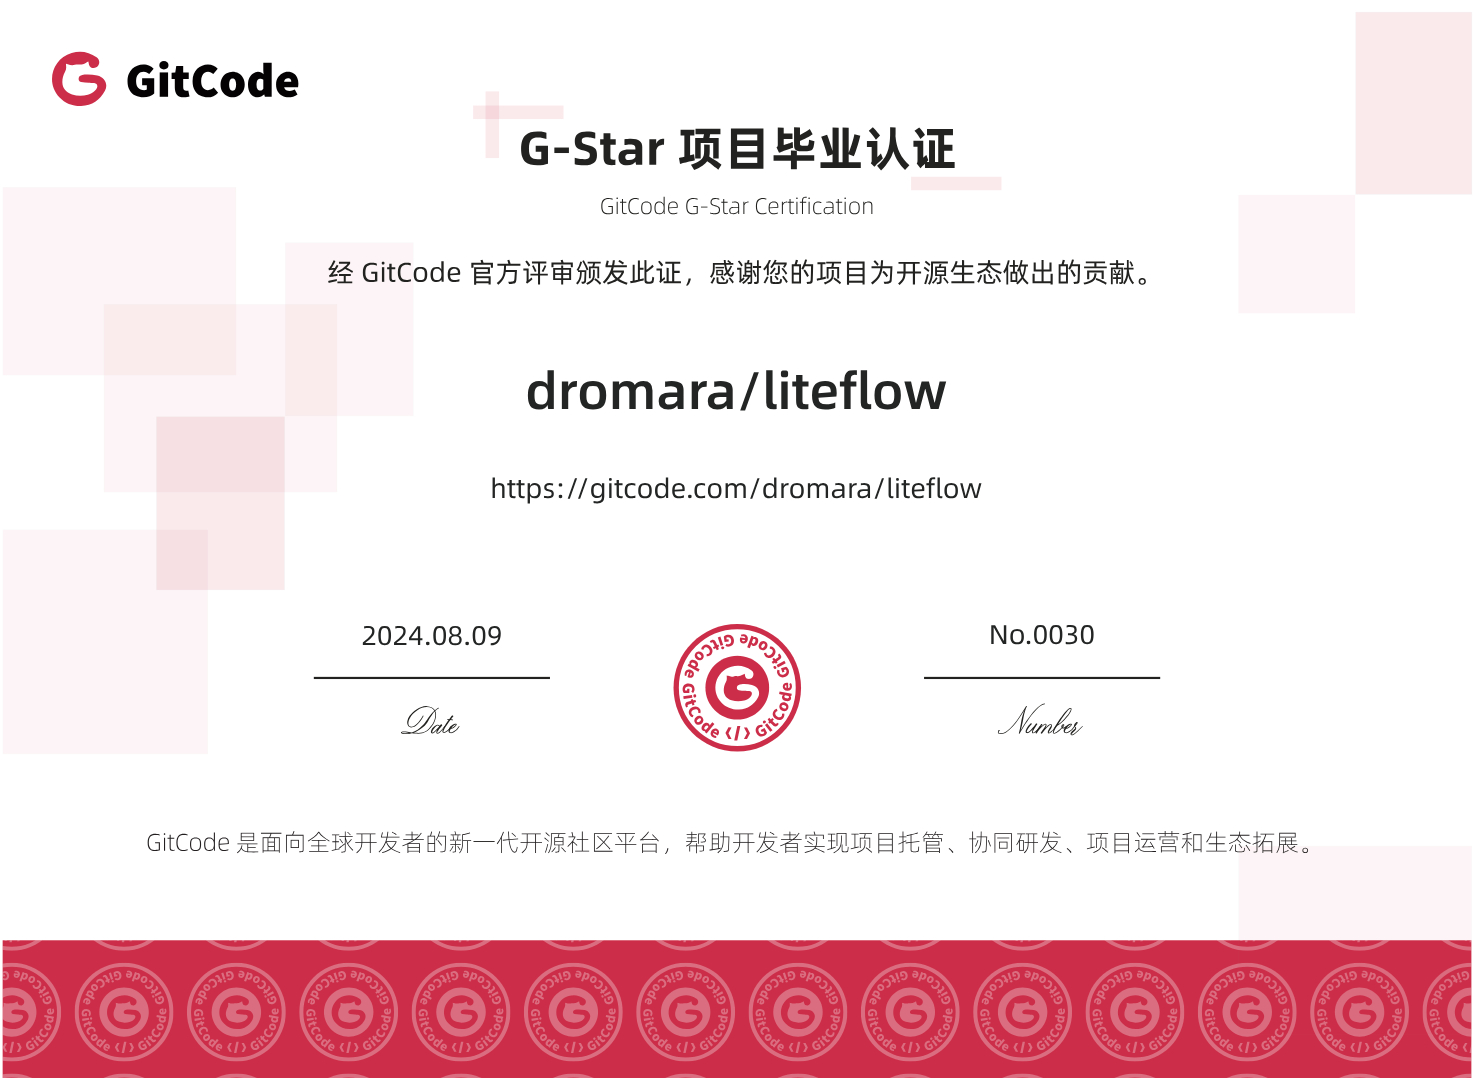 GitCode
G-Star 项目毕业认证
GitCode G-Star Certification
经 GitCode 官方评审颁发此证，感谢您的项目为开源生态做出的贡献。
dromara/liteflow
https://gitcode.com/dromara/liteflow
2024.08.09
No.0030
GitCode GitCode GitCode </> GitCode
Date
Number
GitCode 是面向全球开发者的新一代开源社区平台，帮助开发者实现项目托管、协同研发、项目运营和生态拓展。